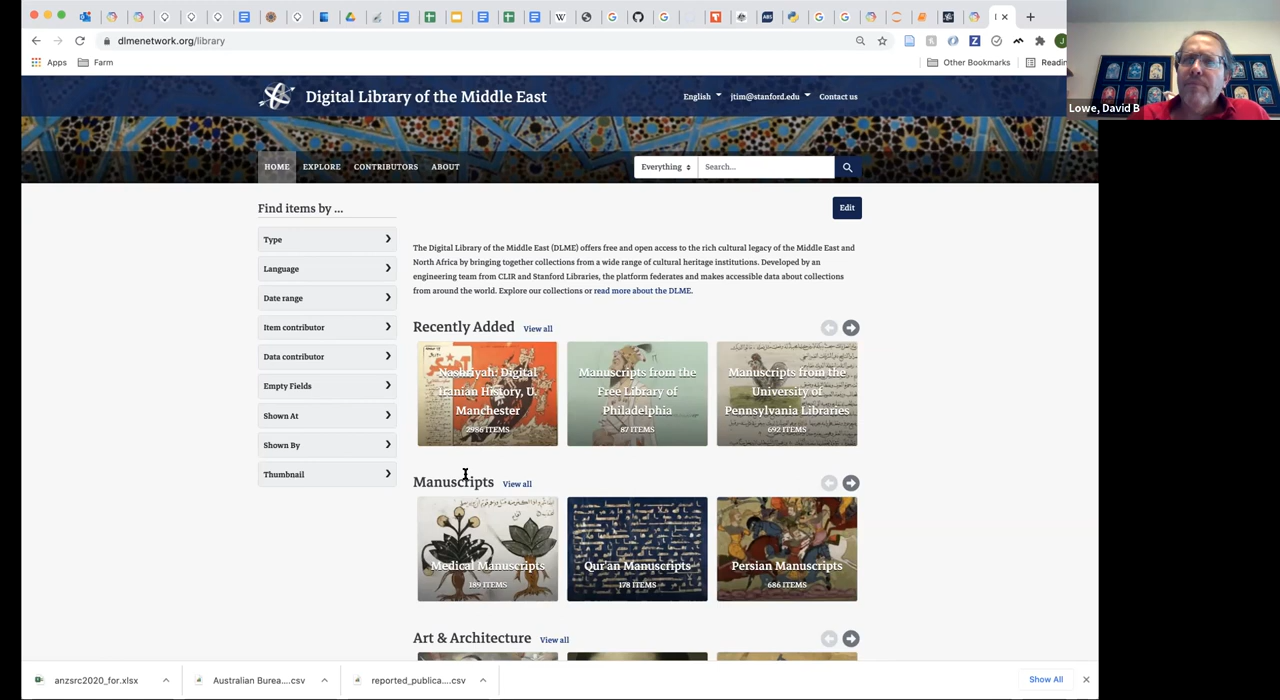 dlmenetwork.org/library
Apps
Farm
Other Bookmarks
Lowe, David B
Digital Library of the Middle East
English
jtim@stanford.edu
Contact us
HOME
EXPLORE
CONTRIBUTORS
ABOUT
Everything
Search...
Find items by ...
Type
Language
Date range
Item contributor
Data contributor
Empty Fields
Shown At
Shown By
Thumbnail
Edit
The Digital Library of the Middle East (DLME) offers free and open access to the rich cultural legacy of the Middle East and
North Africa by bringing together collections from a wide range of cultural heritage institutions. Developed by an
engineering team from CLIR and Stanford Libraries, the platform federates and makes accessible data about collections
from around the world. Explore our collections or read more about the DLME.
Recently Added View all
Nashriyah: Digital
Iranian History, U.
Manchester
2986 ITEMS
Manuscripts from the
Free Library of
Philadelphia
87 ITEMS
Manuscripts from the
University of
Pennsylvania Libraries
692 ITEMS
Manuscripts View all
Medical Manuscripts
189 ITEMS
Qur'an Manuscripts
178 ITEMS
Persian Manuscripts
686 ITEMS
Art & Architecture View all
anzsrc2020_for.xlsx
Australian Burea....csv
reported_publica....csv
Show All